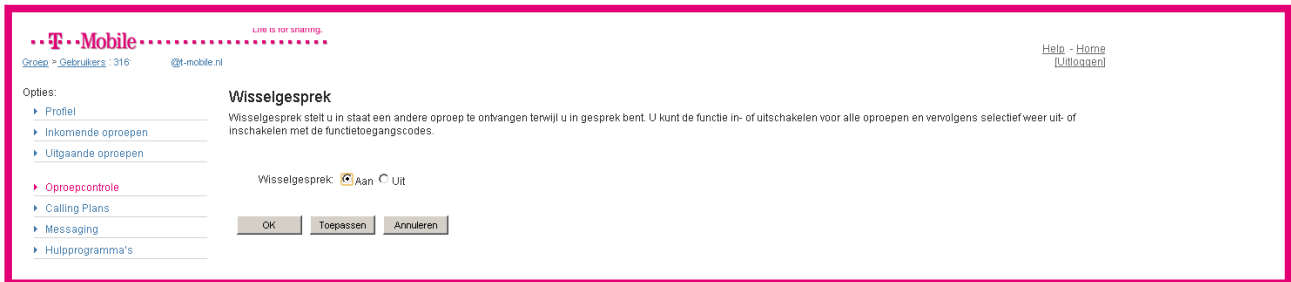 Life is for sharing.
··T··Mobile·············
Help - Home
Groep > Gebruikers : 316 @t-mobile.nl
[Uitloggen]
Opties:
Profiel
Inkomende oproepen
Uitgaande oproepen
Oproepcontrole
Calling Plans
Messaging
Hulpprogramma's
Wisselgesprek
Wisselgesprek stelt u in staat een andere oproep te ontvangen terwijl u in gesprek bent. U kunt de functie in- of uitschakelen voor alle oproepen en vervolgens selectief weer uit- of
inschakelen met de functietoegangscodes.
Wisselgesprek: Aan Uit
OK Toepassen Annuleren